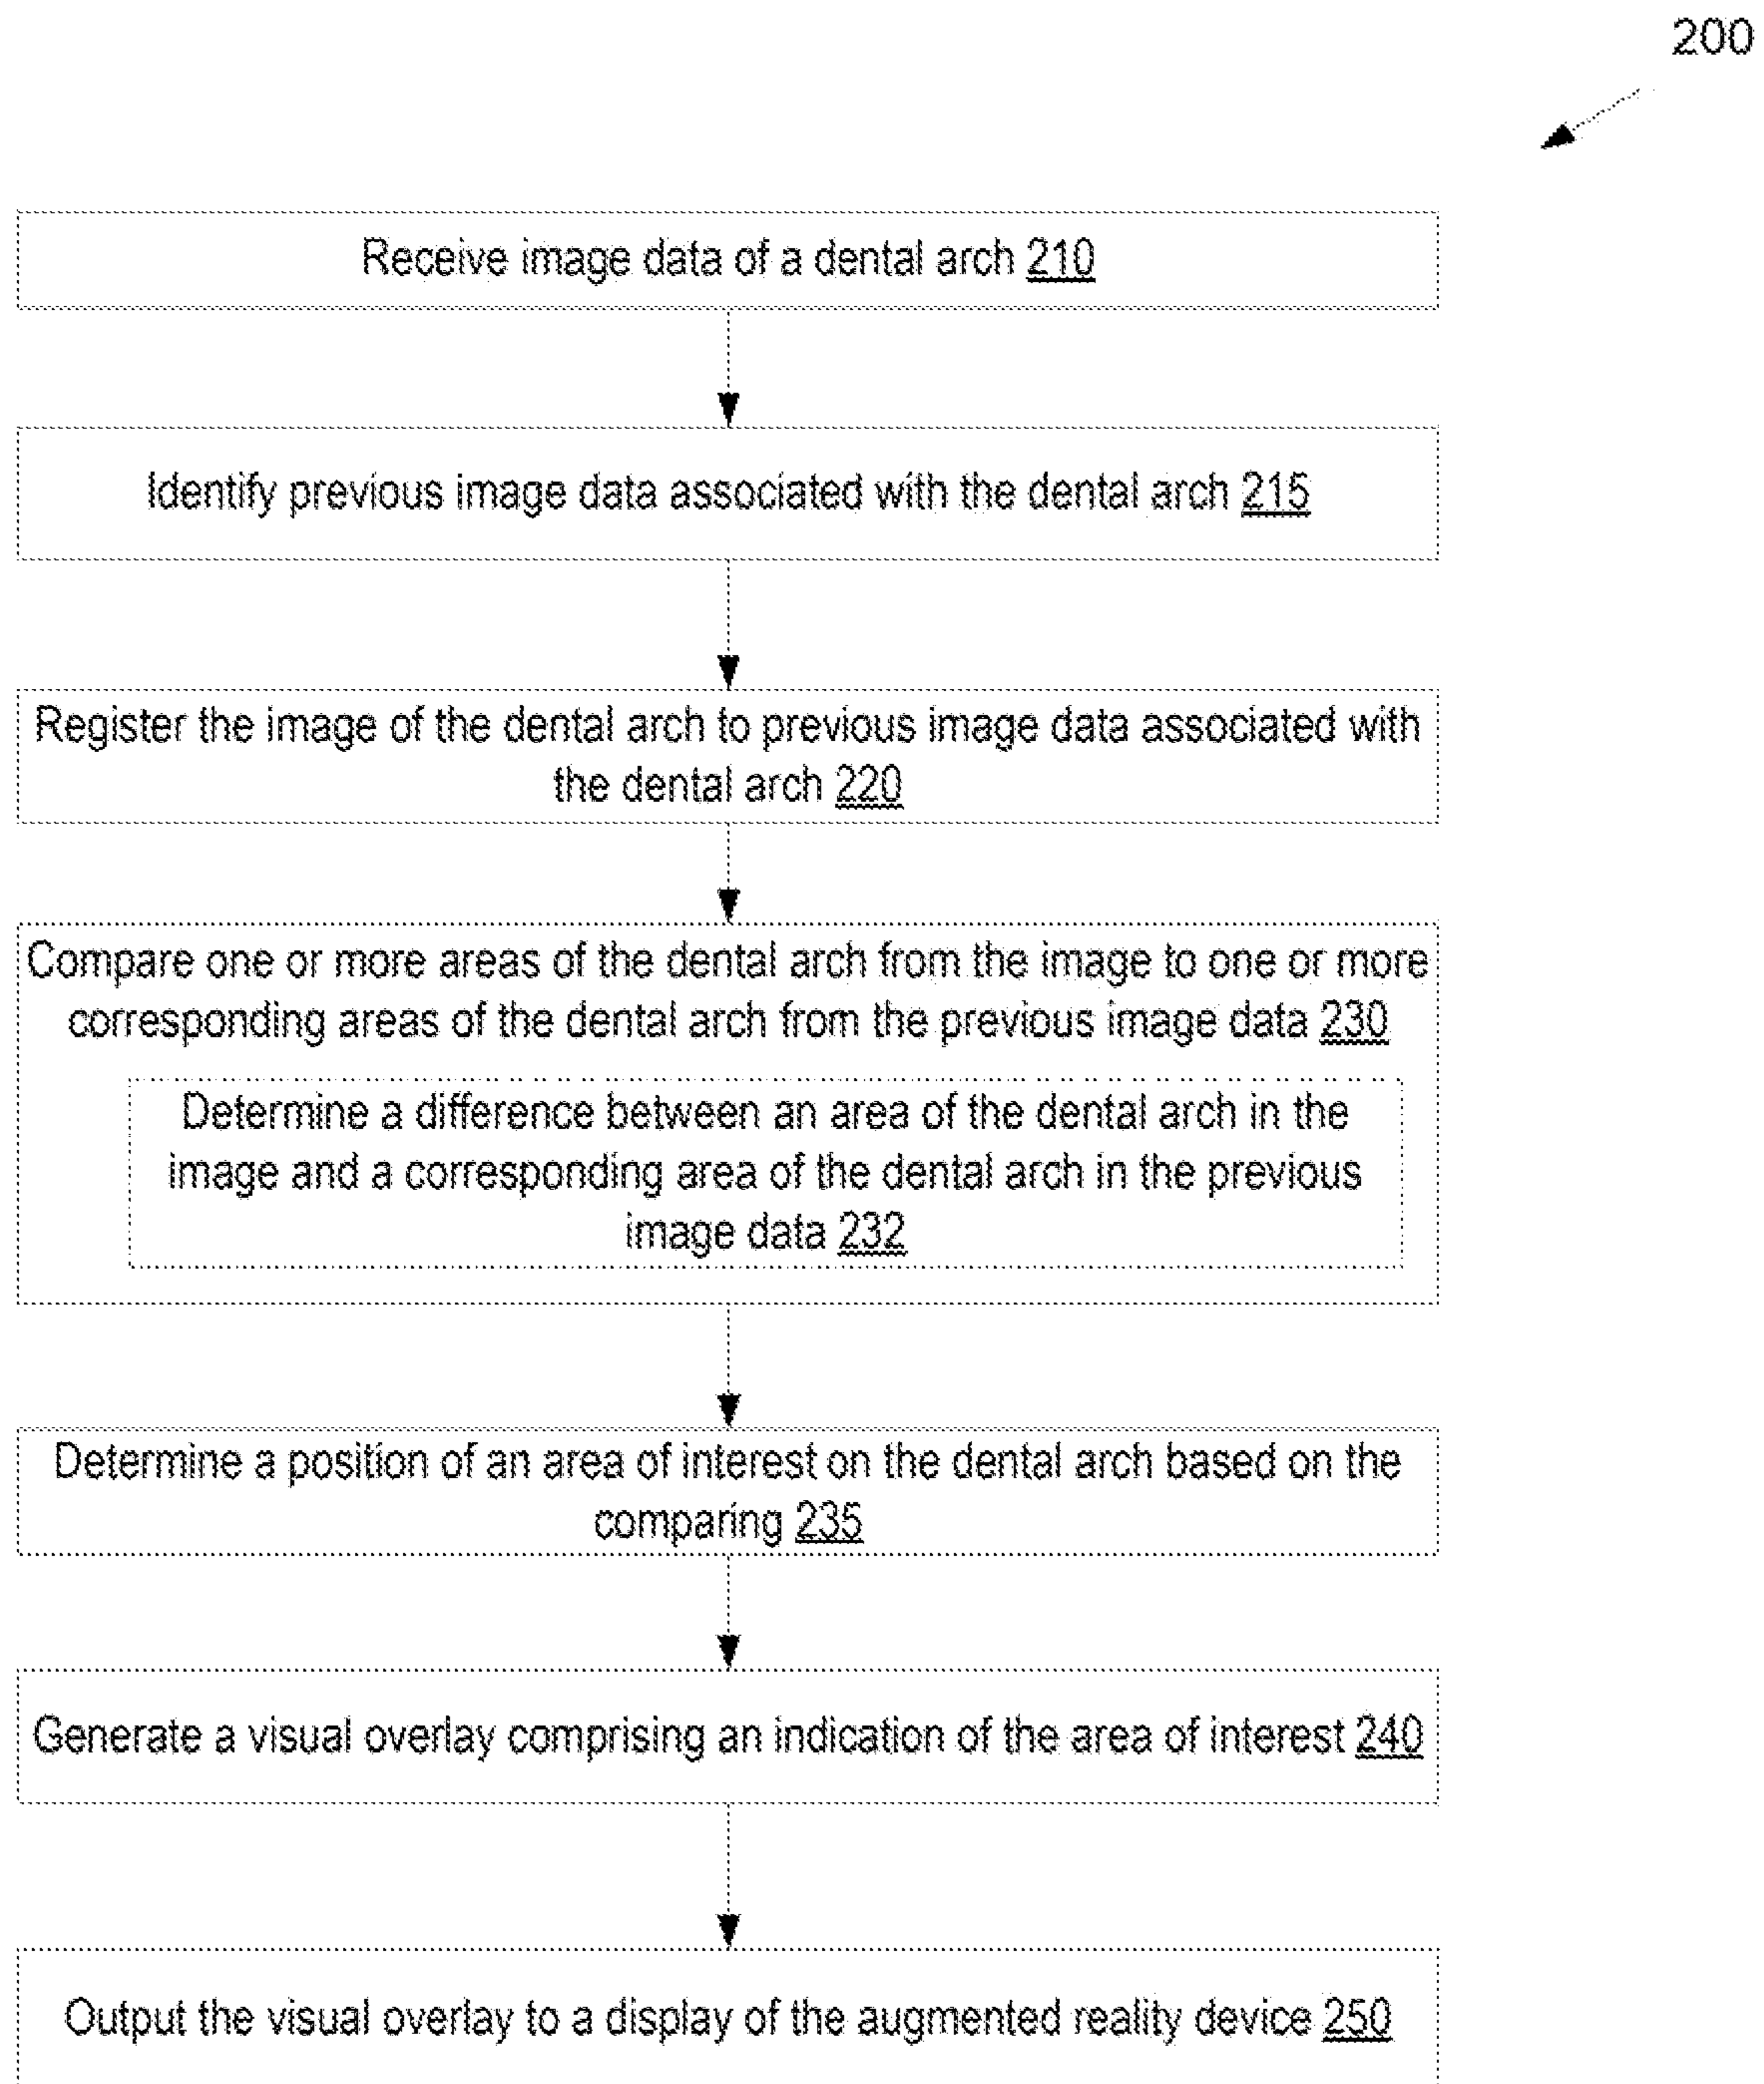 200
Receive image data of a dental arch 210
Identify previous image data associated with the dental arch 215
Register the image of the dental arch to previous image data associated with
the dental arch 220
Compare one or more areas of the dental arch from the image to one or more
corresponding areas of the dental arch from the previous image data 230
Determine a difference between an area of the dental arch in the
image and a corresponding area of the dental arch in the previous
image data 232
Determine a position of an area of interest on the dental arch based on the
comparing 235
Generate a visual overlay comprising an indication of the area of interest 240
Output the visual overlay to a display of the augmented reality device 250